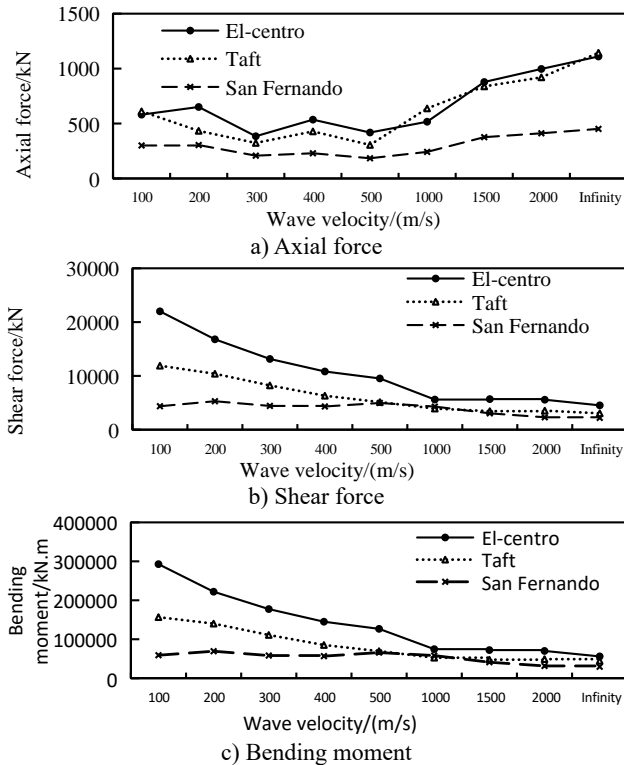 1500
El-centro
Taft
San Fernando
1000
500
0
Axial force/kN
100 200 300 400 500 1000 1500 2000 Infinity
Wave velocity/(m/s)
a) Axial force
30000
El-centro
Taft
San Fernando
20000
10000
0
Shear force/kN
100 200 300 400 500 1000 1500 2000 Infinity
Wave velocity/(m/s)
b) Shear force
400000
El-centro
Taft
San Fernando
300000
200000
100000
0
Bending
moment/kN.m
100 200 300 400 500 1000 1500 2000 Infinity
Wave velocity/(m/s)
c) Bending moment